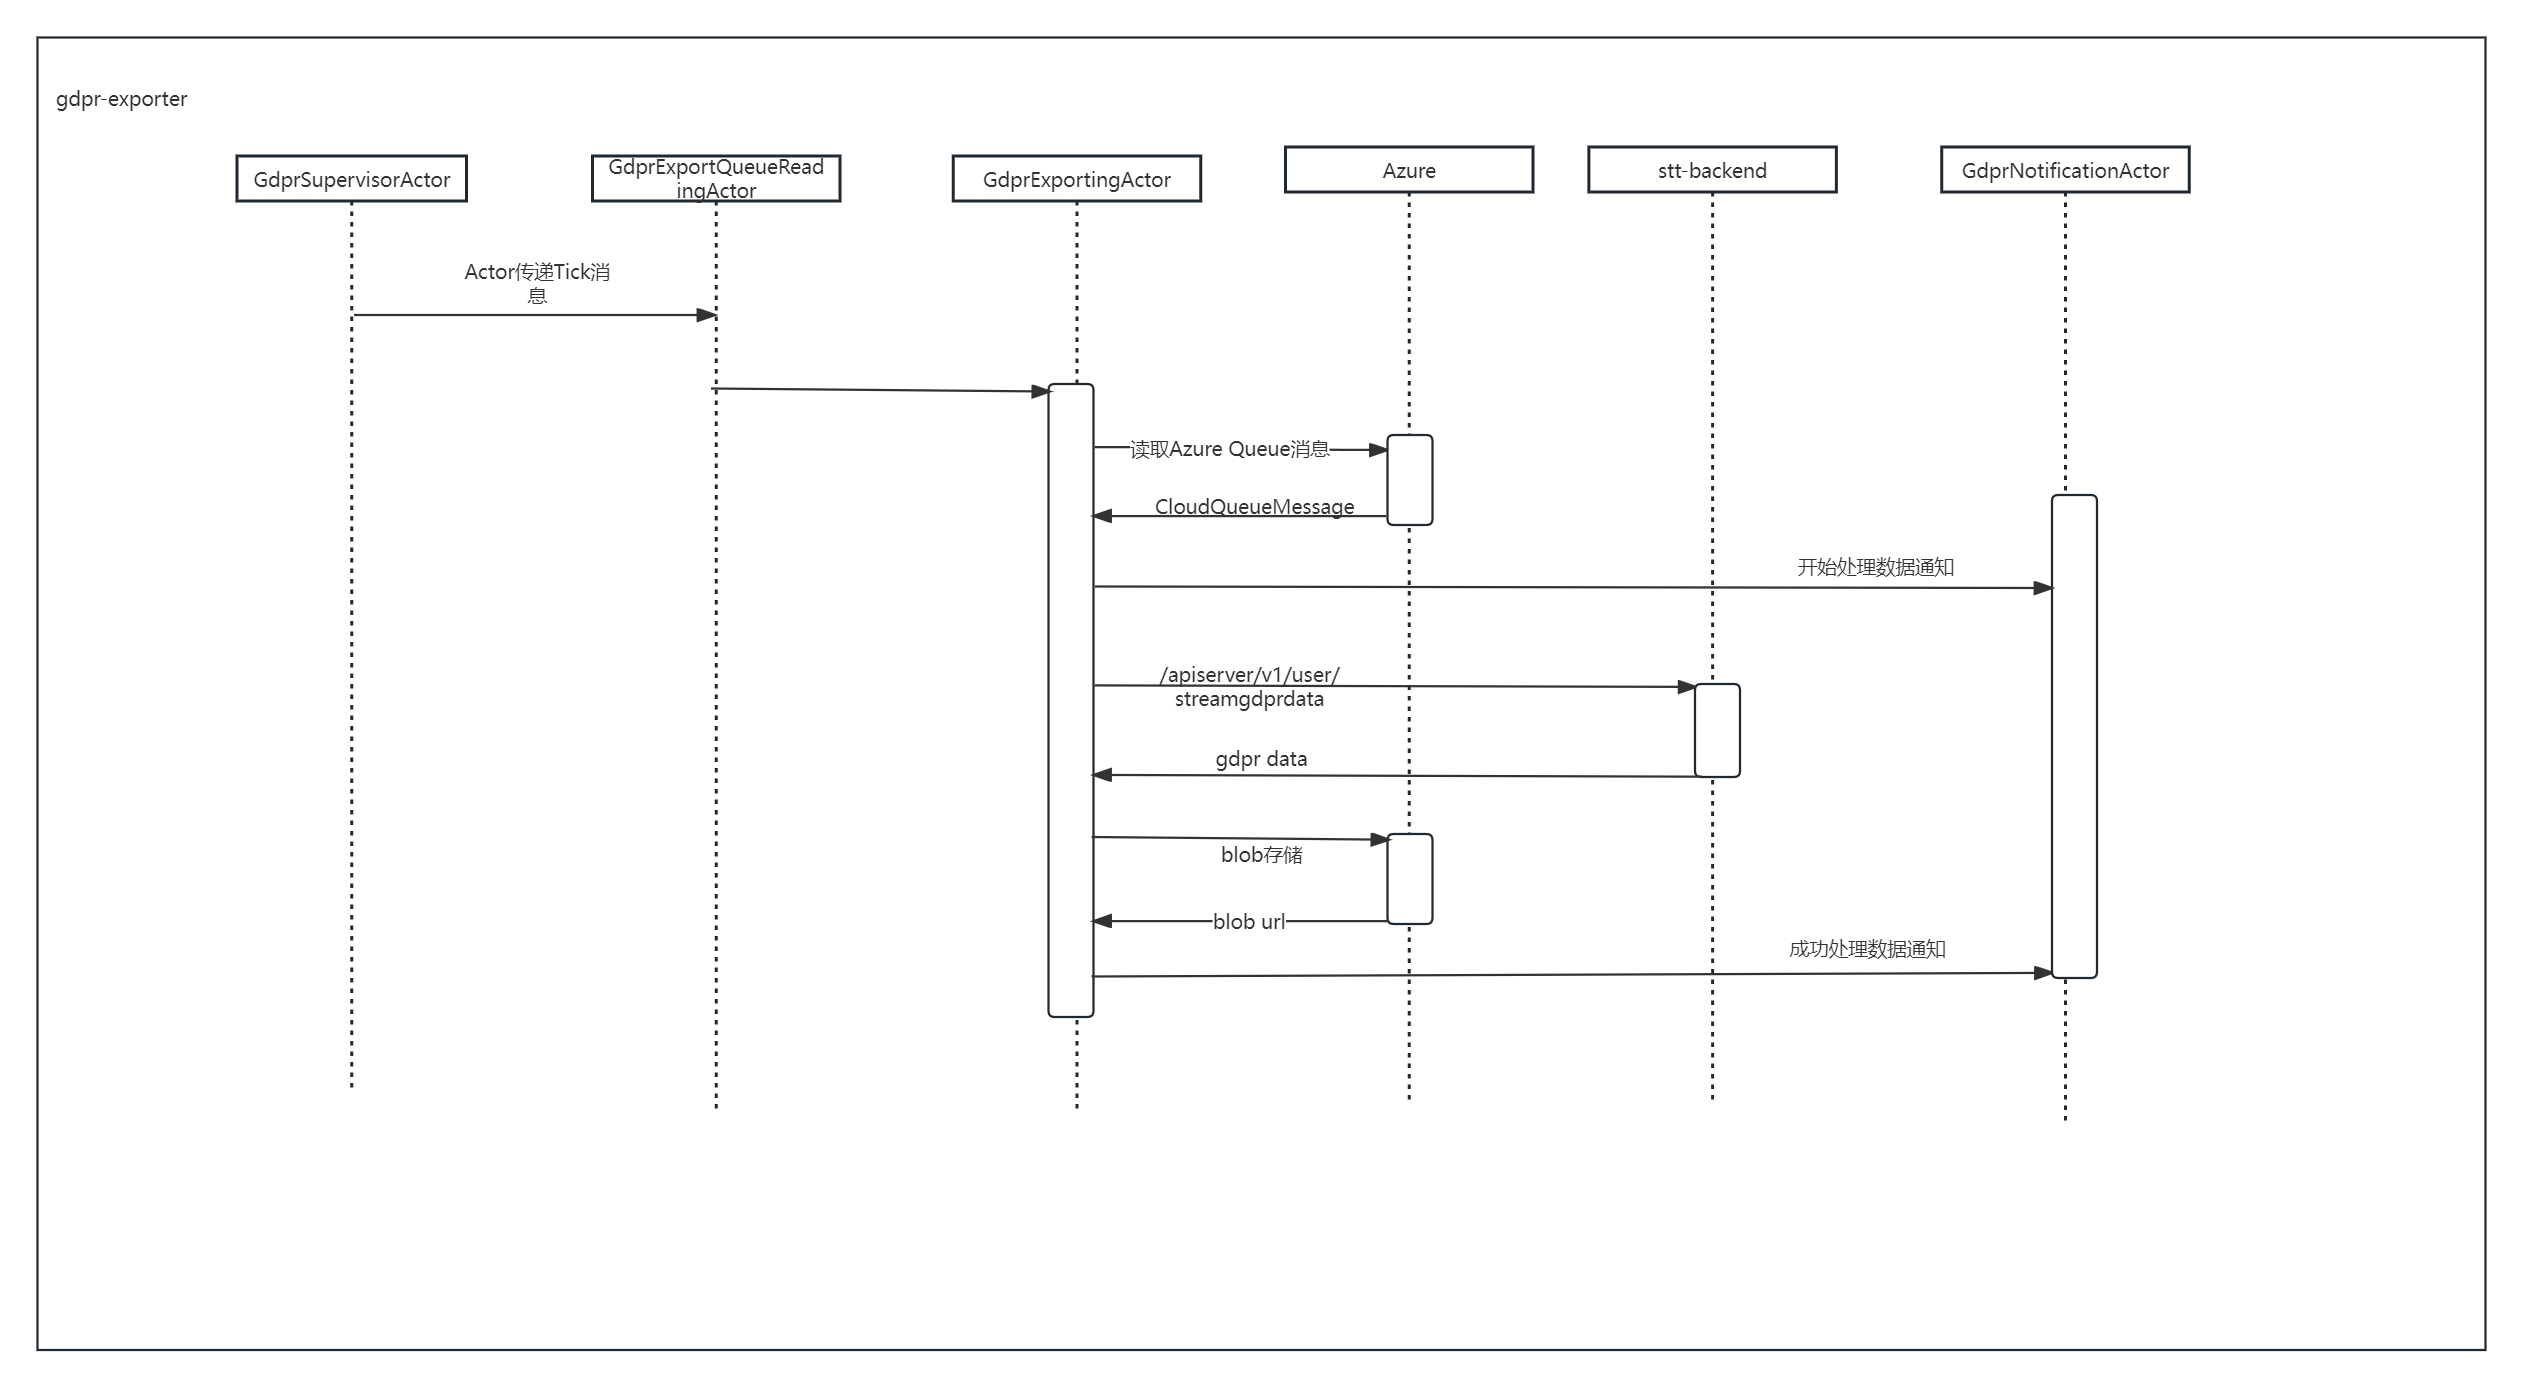 gdpr-exporter
GdprSupervisorActor
GdprExportQueueRead
ingActor
GdprExportingActor
Azure
stt-backend
GdprNotificationActor
Actor传递Tick消
息
读取Azure Queue消息
CloudQueueMessage
开始处理数据通知
/apiserver/v1/user/
streamgdprdata
gdpr data
blob存储
blob url
成功处理数据通知